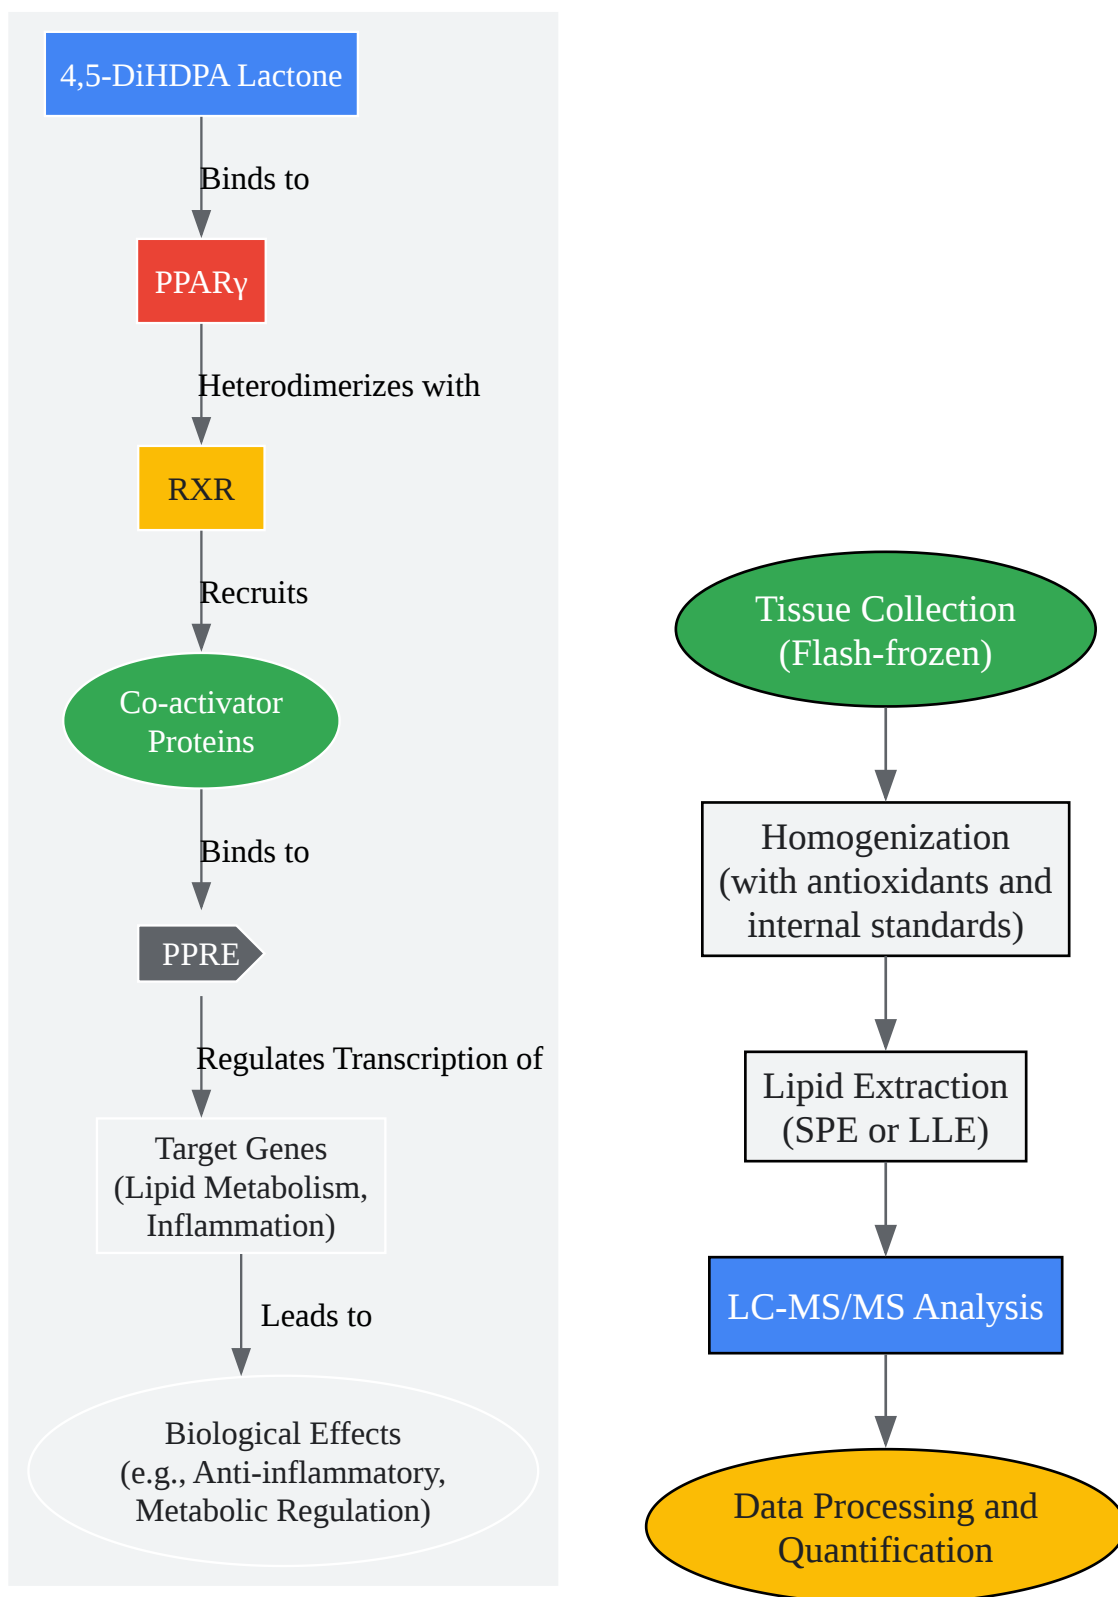 4,5-DiHDPA Lactone
Binds to
PPARγ
Heterodimerizes with
RXR
Recruits
Co-activator
Proteins
Binds to
PPRE
Regulates Transcription of
Target Genes
(Lipid Metabolism,
Inflammation)
Leads to
Biological Effects
(e.g., Anti-inflammatory,
Metabolic Regulation)
Tissue Collection
(Flash-frozen)
Homogenization
(with antioxidants and
internal standards)
Lipid Extraction
(SPE or LLE)
LC-MS/MS Analysis
Data Processing and
Quantification